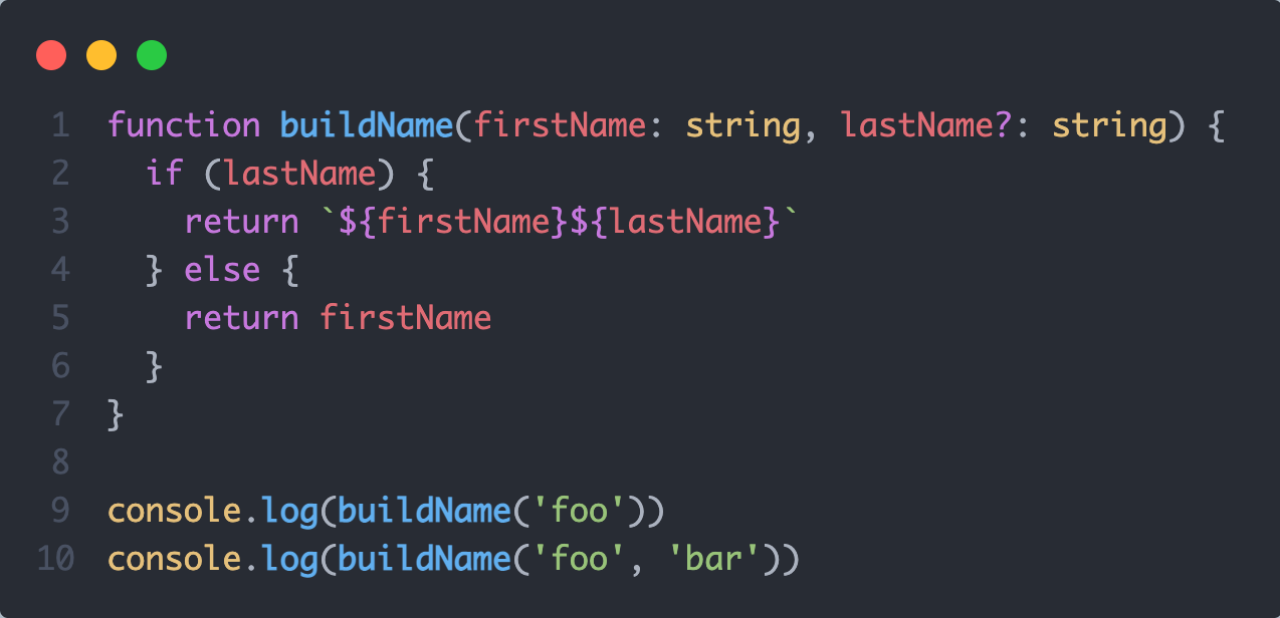 1 function buildName(firstName: string, lastName?: string) {
2   if (lastName) {
3     return `${firstName}${lastName}`
4   } else {
5     return firstName
6   }
7 }
8
9 console.log(buildName('foo'))
10 console.log(buildName('foo', 'bar'))